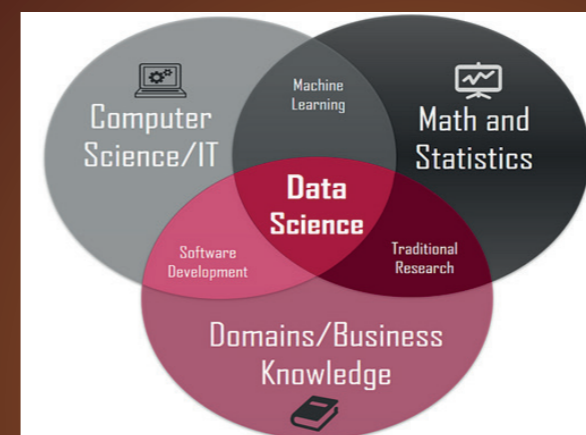 Machine
Learning
Computer
Science/IT
Math and
Statistics
Data
Science
Software
Development
Traditional
Research
Domains/Business
Knowledge